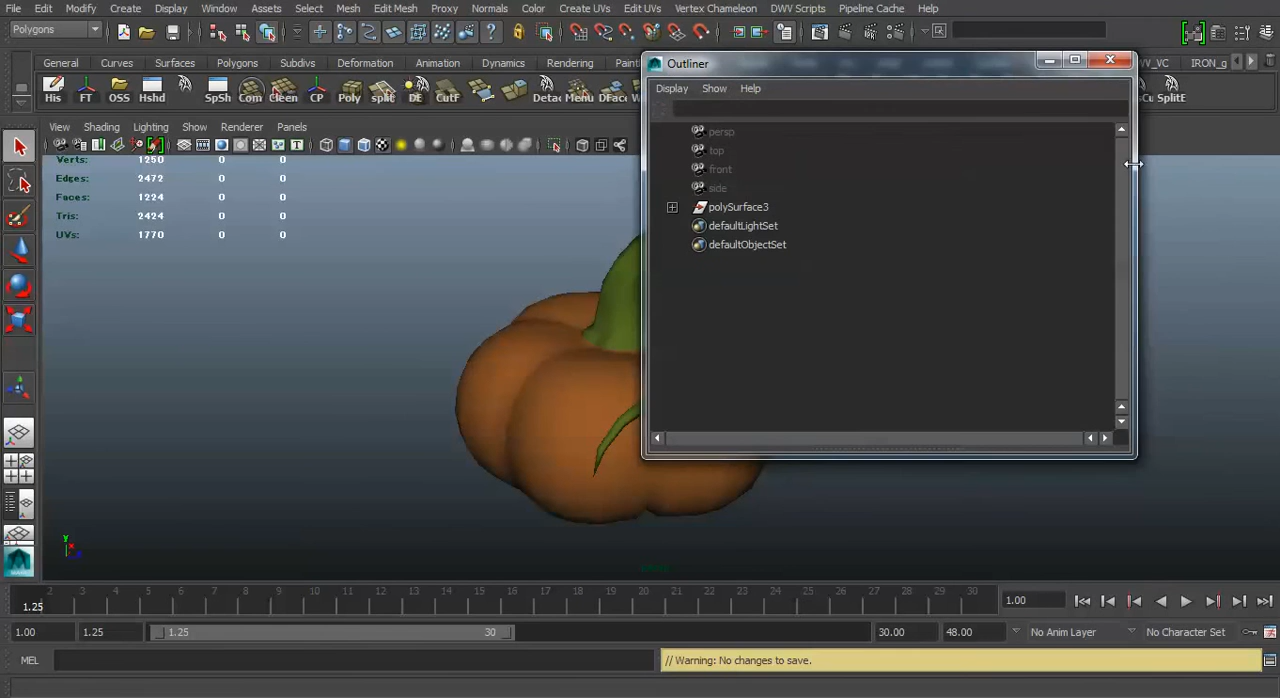 File Edit Modify Create Display Window Assets Select Mesh Edit Mesh Proxy Normals Color Create UVs Edit UVs Vertex Chameleon DWV Scripts Pipeline Cache Help
Polygons
Outliner
General Curves Surfaces Polygons Subdivs Deformation Animation Dynamics Rendering IRON_g
Display Show Help
His FT OSS Hshd SpSh Com Cleen CP Poly split DE CutF Detac Menu DFace SplitE
View Shading Lighting Show Renderer Panels
persp
top
front
side
polySurface3
defaultLightSet
defaultObjectSet
Verts: 1250 0 0
Edges: 2472 0 0
Faces: 1224 0 0
Tris: 2424 0 0
UVs: 1770 0 0
Y
2 3 4 5 6 7 8 9 10 11 12 13 14 15 16 17 18 19 20 21 22 23 24 25 26 27 28 29 30
1.25
1.00
1.00 1.25 1.25 30 30.00 48.00 No Anim Layer No Character Set
MEL // Warning: No changes to save.